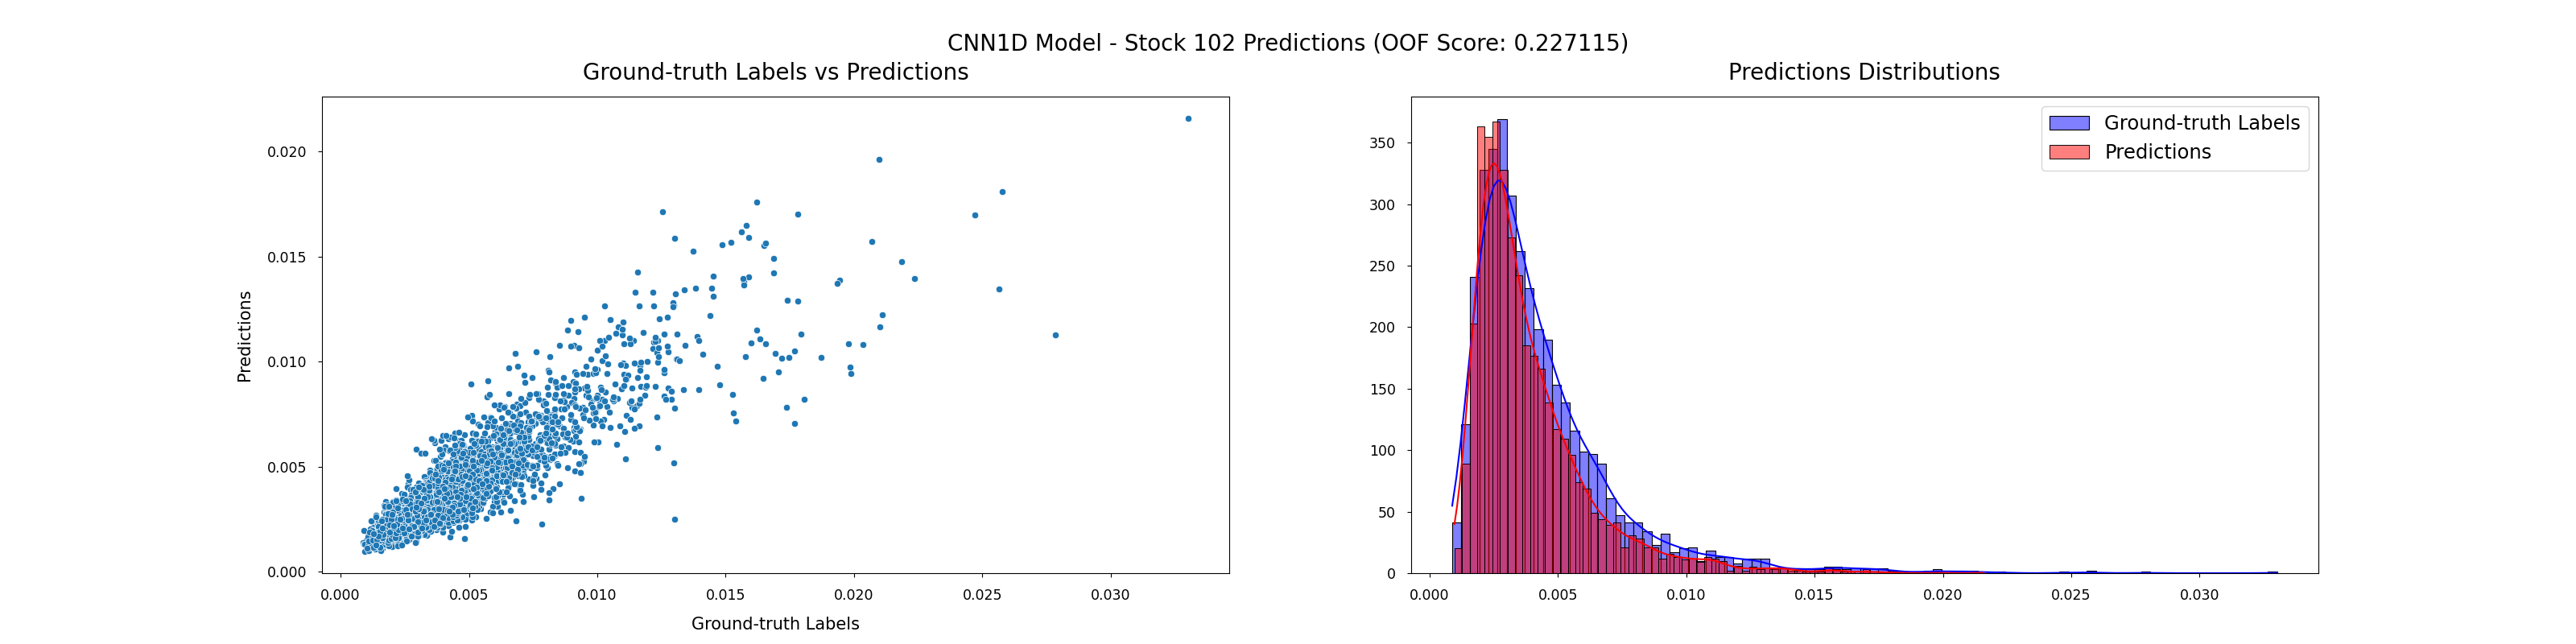 CNN1D Model - Stock 102 Predictions (OOF Score: 0.227115)
Ground-truth Labels vs Predictions
Predictions
0.020
0.015
0.010
0.005
0.000
0.000 0.005 0.010 0.015 0.020 0.025 0.030
Ground-truth Labels
Predictions Distributions
Ground-truth Labels
Predictions
350
300
250
200
150
100
50
0
0.000 0.005 0.010 0.015 0.020 0.025 0.030